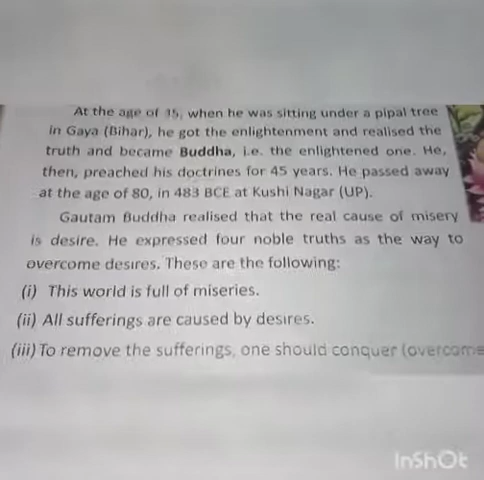 At the age of 35, when he was sitting under a pipal tree
in Gaya (Bihar), he got the enlightenment and realised the
truth and became Buddha, i.e. the enlightened one. He,
then, preached his doctrines for 45 years. He passed away
at the age of 80, in 483 BCE at Kushi Nagar (UP).
Gautam Buddha realised that the real cause of misery
is desire. He expressed four noble truths as the way to
overcome desires. These are the following:
(i) This world is full of miseries.
(ii) All sufferings are caused by desires.
(iii) To remove the sufferings, one should conquer (overcome
InShOt